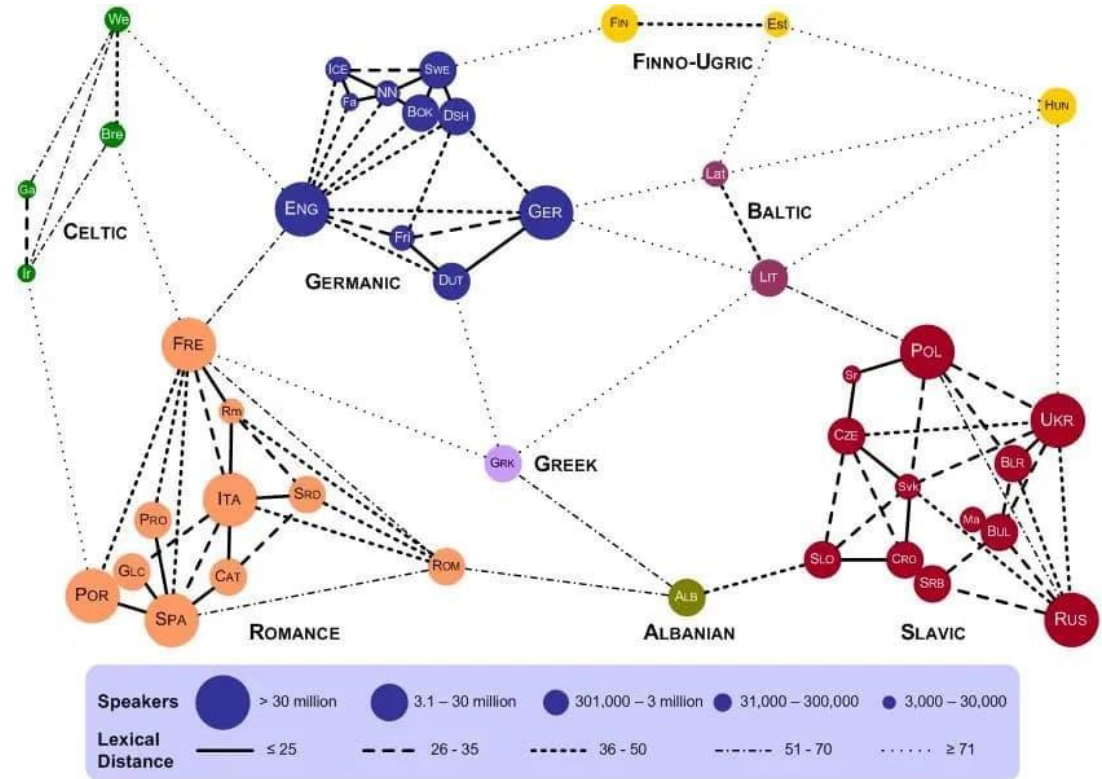 We
FIN
Est
ICE
SWE
FINNO-UGRIC
NN
Fa
BOK
DSH
HUN
Bre
Lat
Ga
ENG
GER
BALTIC
CELTIC
Fri
Ir
GERMANIC
DUT
LIT
FRE
POL
Sr
Rm
UKR
CZE
GRK
GREEK
BLR
ITA
SRD
Svk
PRO
Ma
BUL
GLC
CAT
ROM
SLO
CRO
SRB
POR
SPA
ALB
RUS
ROMANCE
ALBANIAN
SLAVIC
Speakers > 30 million 3.1 – 30 million 301,000 – 3 million 31,000 – 300,000 3,000 – 30,000
Lexical
Distance ≤ 25 26 - 35 36 - 50 51 - 70 ≥ 71